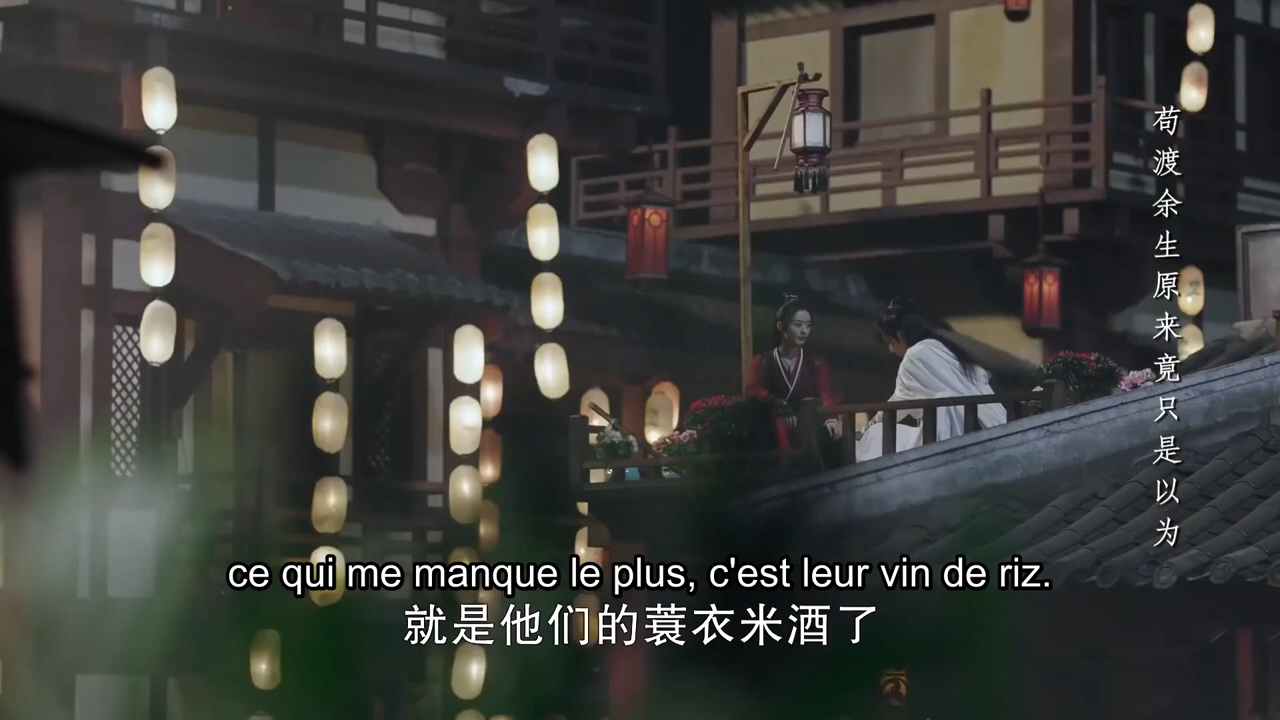 荀渡余生原来竟只是以为
ce qui me manque le plus, c'est leur vin de riz.
就是他们的蓑衣米酒了